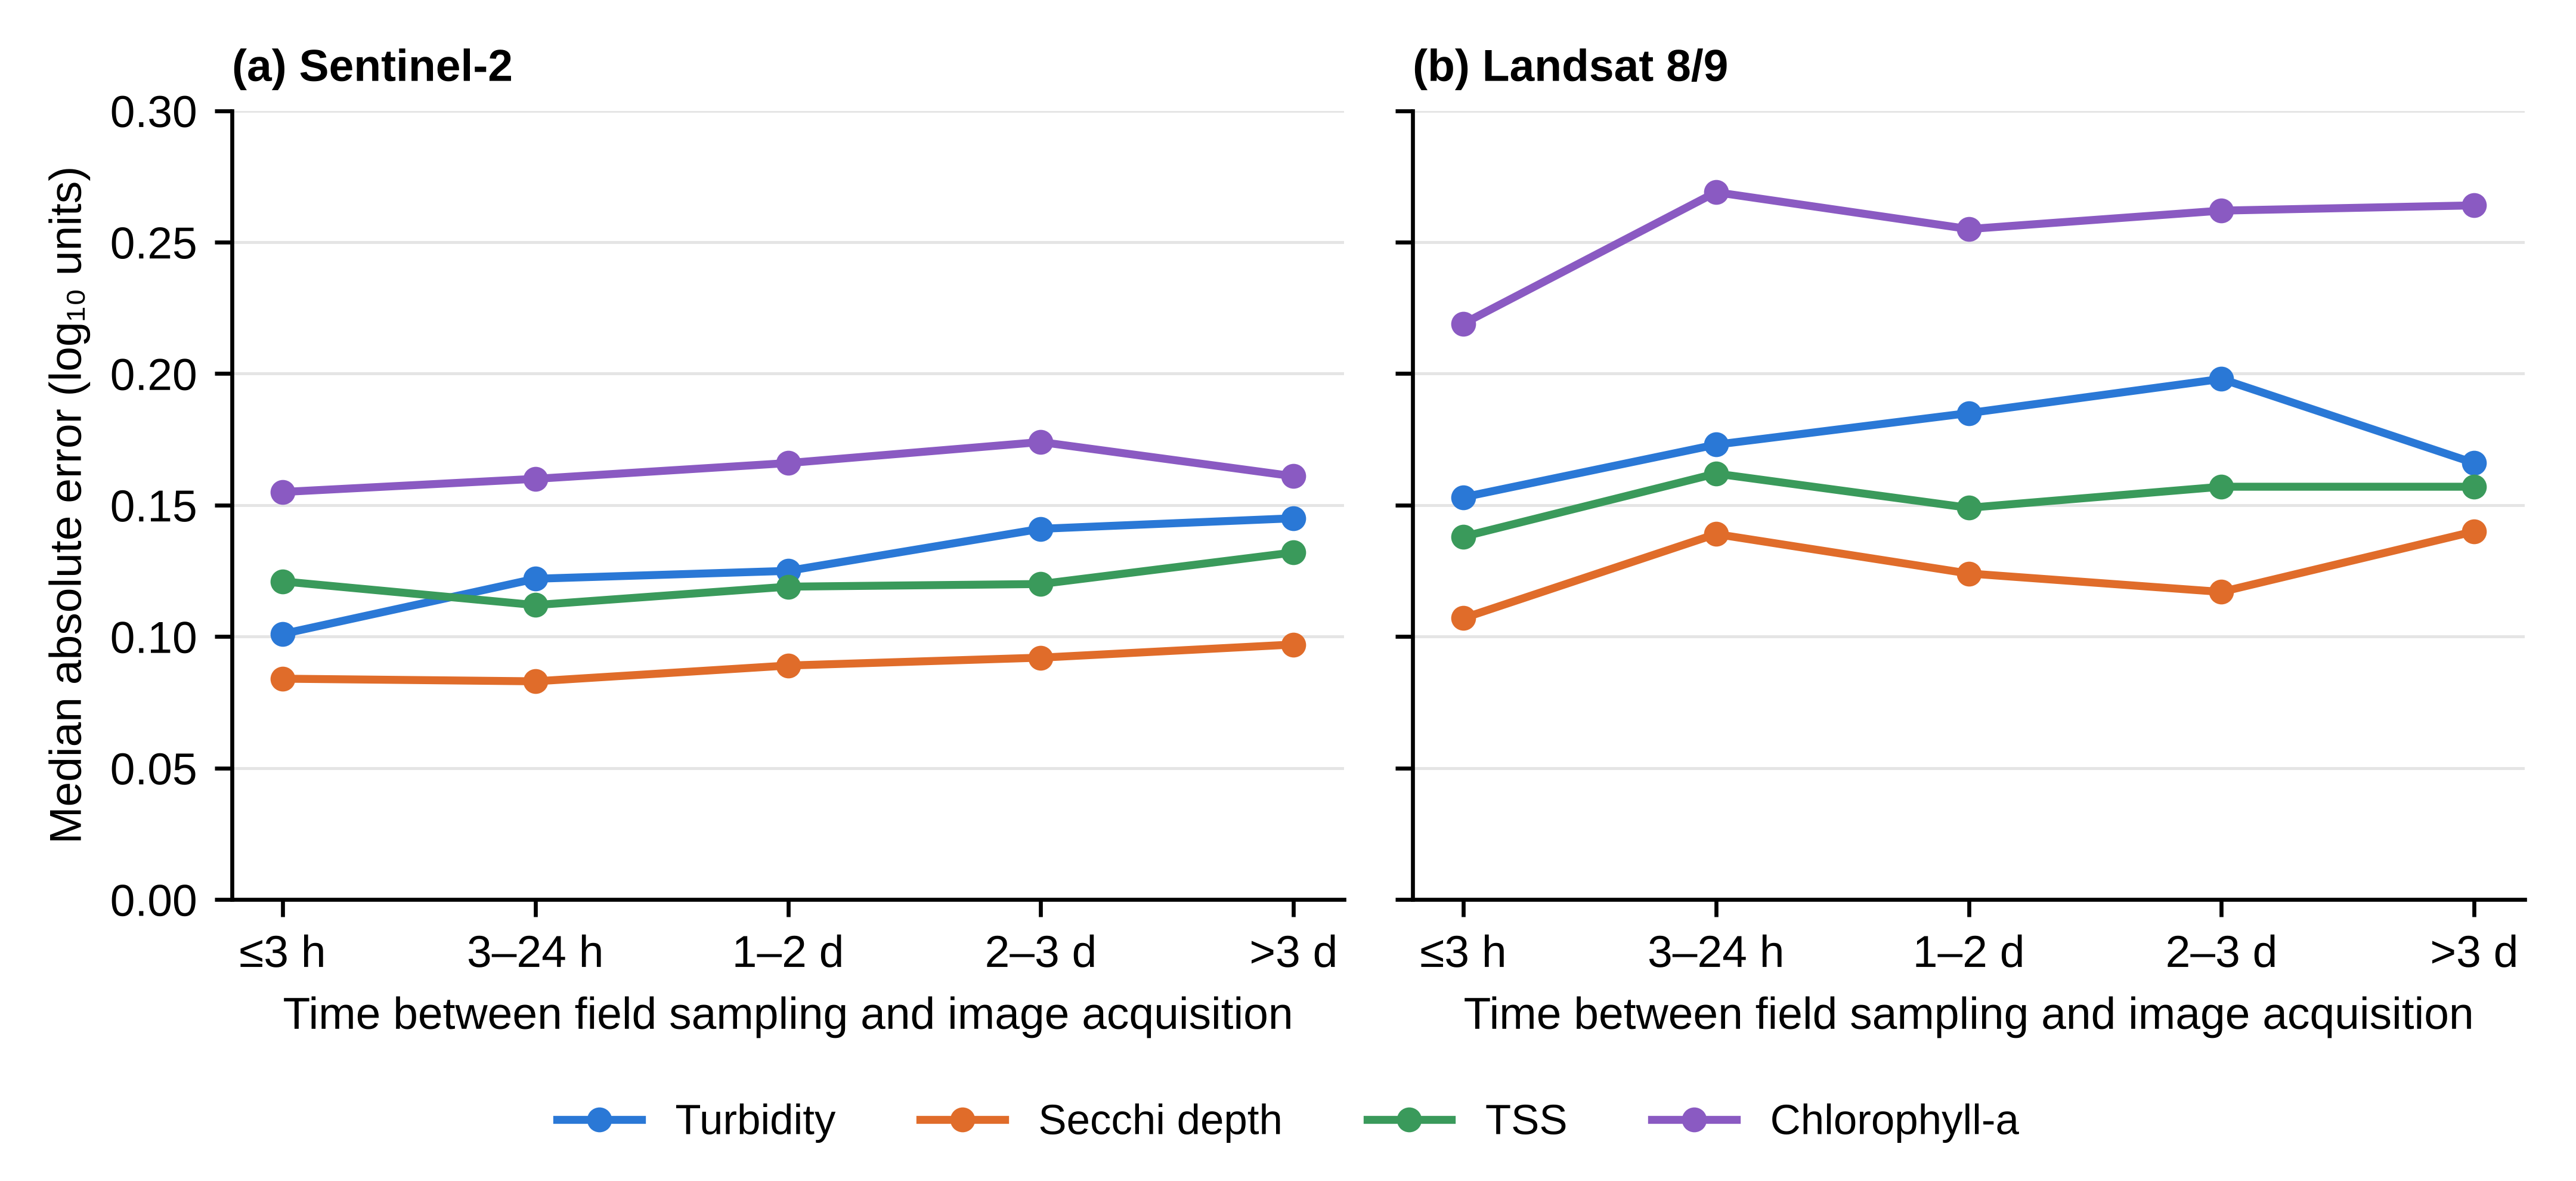 (a) Sentinel-2
(b) Landsat 8/9
Median absolute error (log₁₀ units)
0.30
0.25
0.20
0.15
0.10
0.05
0.00
≤3 h 3–24 h 1–2 d 2–3 d >3 d
≤3 h 3–24 h 1–2 d 2–3 d >3 d
Time between field sampling and image acquisition
Time between field sampling and image acquisition
Turbidity Secchi depth TSS Chlorophyll-a